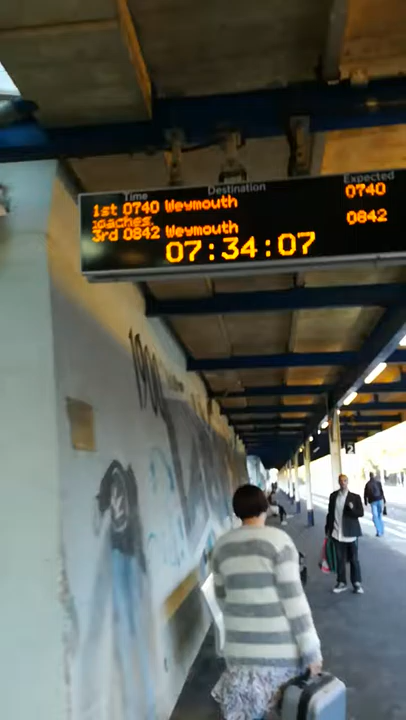 Time Destination Expected
1st 0740 Weymouth 0740
coaches.
3rd 0842 Weymouth 0842
07:34:07